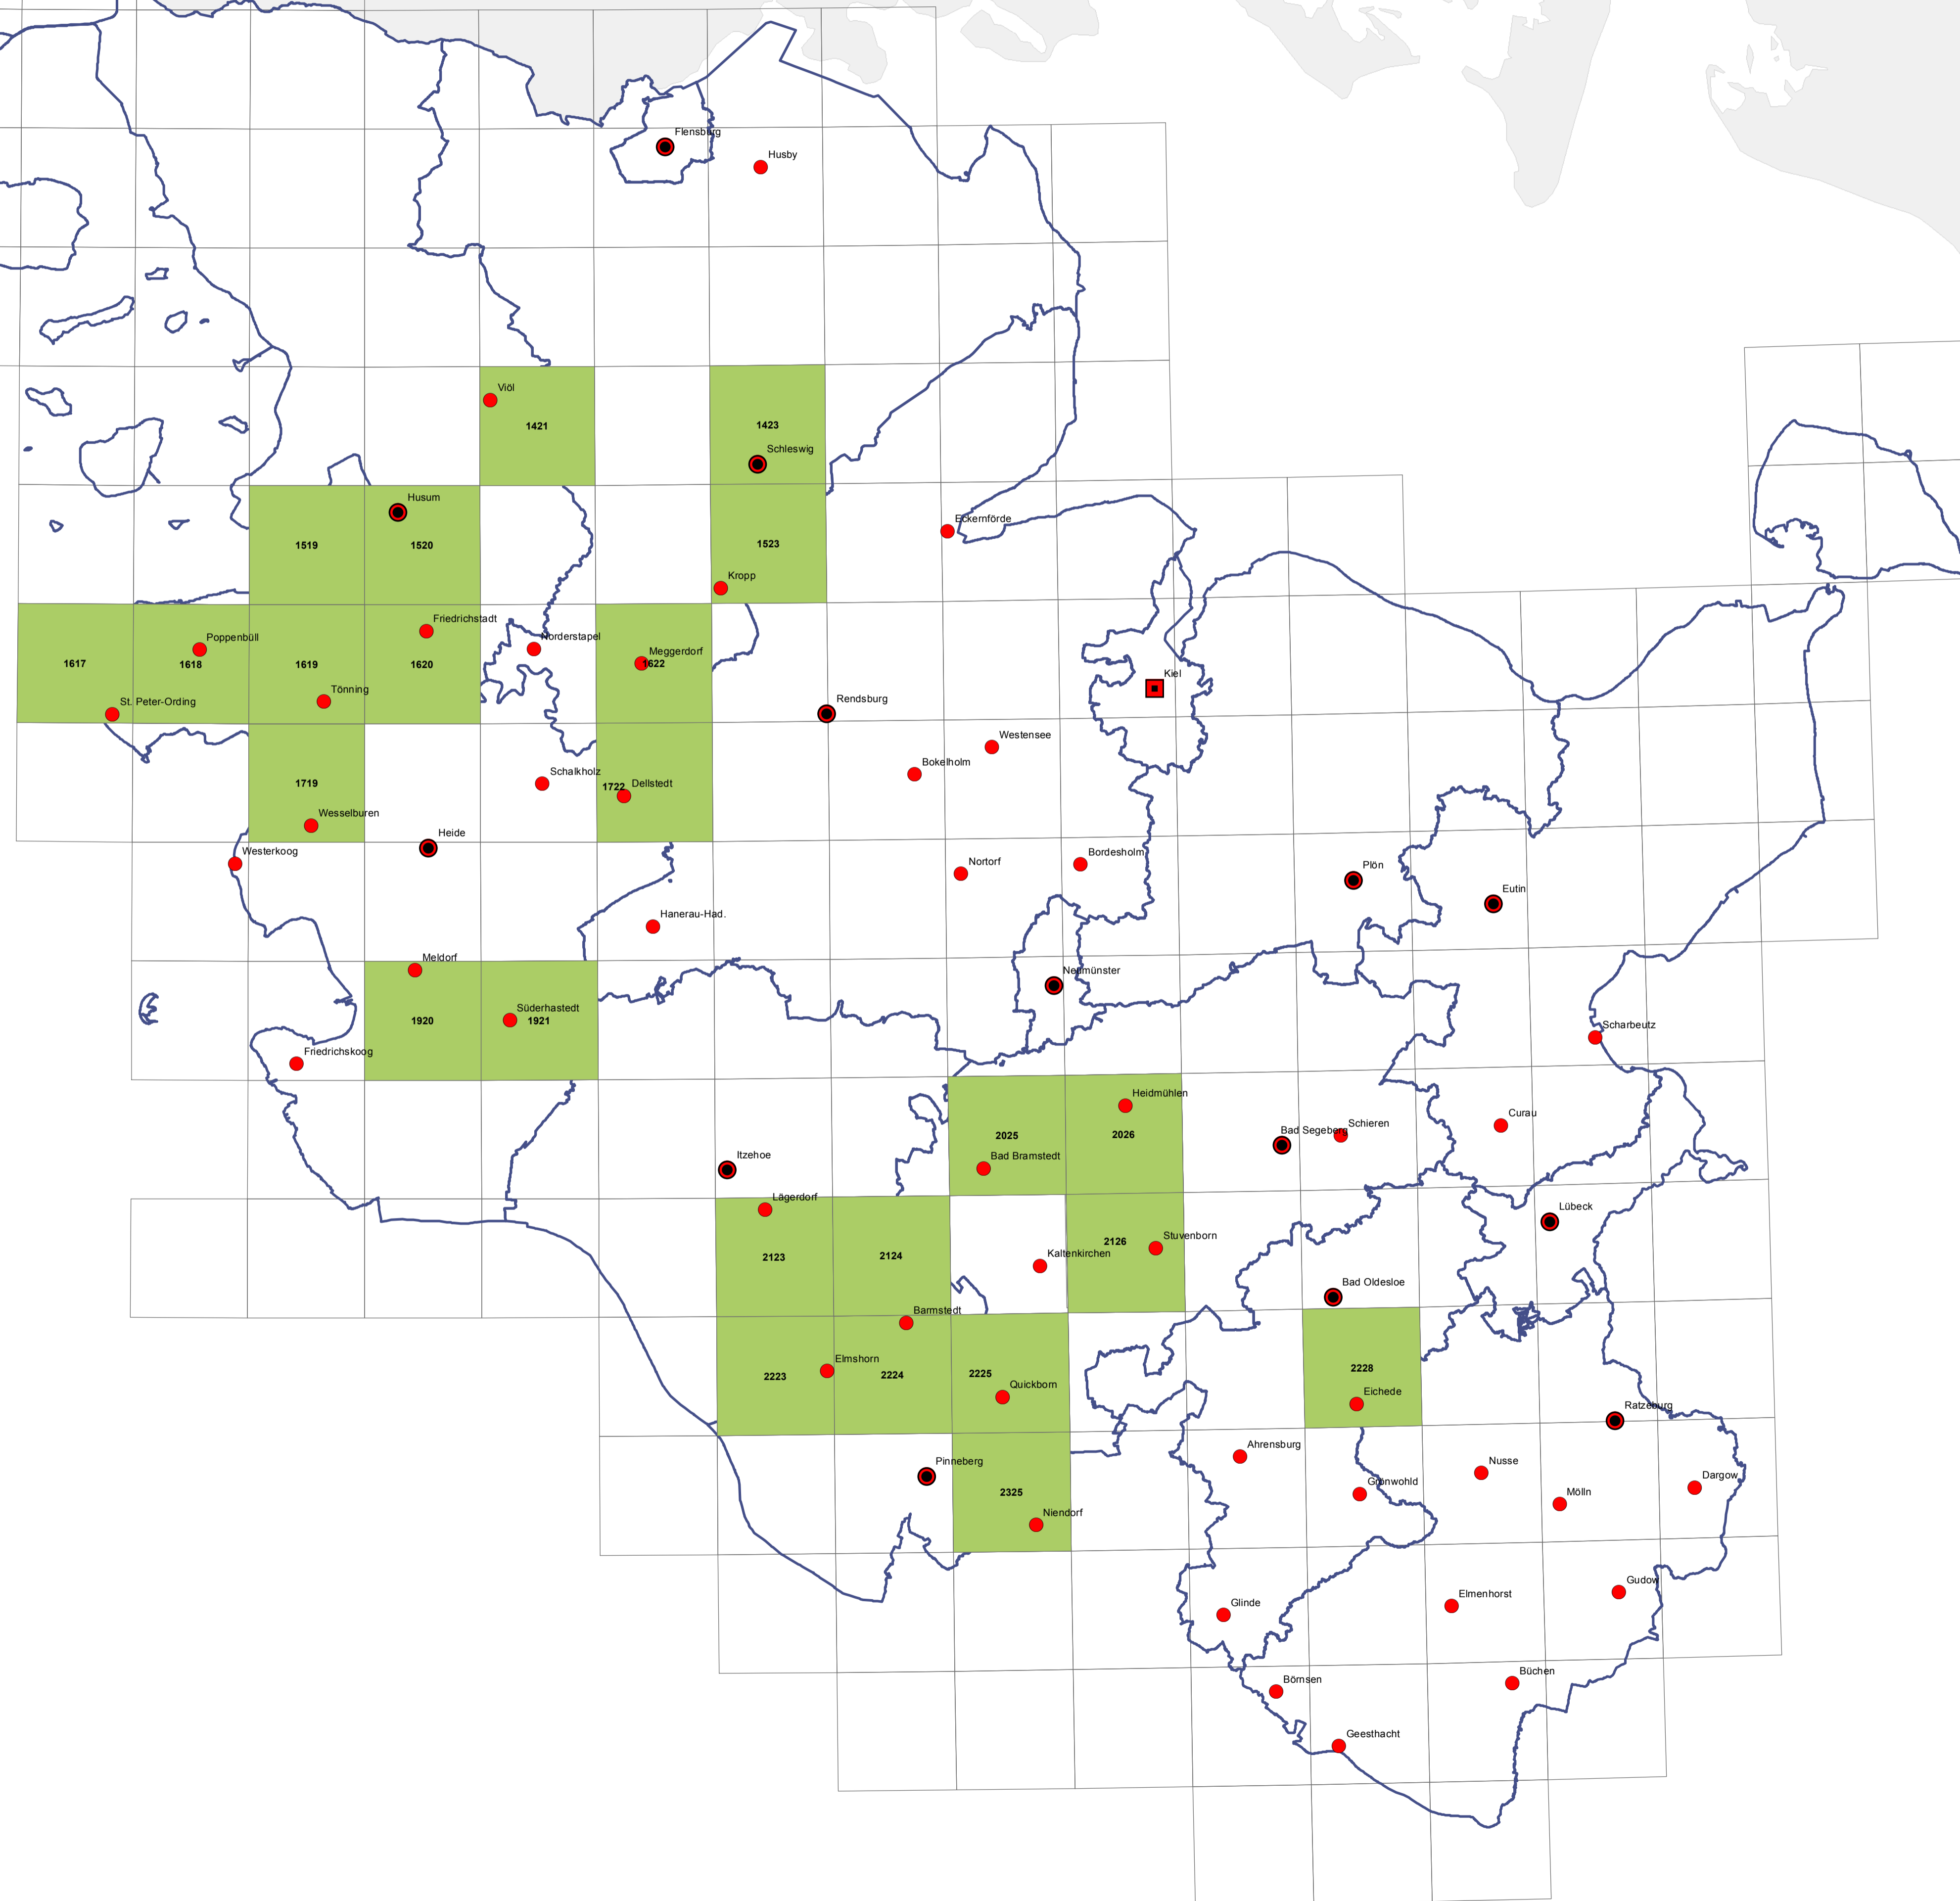 Flensburg
Husby
Viöl
1421
1423
Schleswig
Husum
1519
1520
1523
Eckernförde
Kropp
Friedrichstadt
Poppenbüll
Norderstapel
Meggerdorf
1617
1618
1619
1620
1622
Kiel
Tönning
St. Peter-Ording
Rendsburg
Westensee
Bokelholm
Schalkholz
1719
1722
Dellstedt
Wesselburen
Heide
Westerkoog
Nortorf
Bordesholm
Plön
Eutin
Hanerau-Had.
Meldorf
Neumünster
Süderhastedt
1920
1921
Scharbeutz
Friedrichskoog
Heidmühlen
Curau
2025
2026
Bad Segeberg
Schieren
Itzehoe
Bad Bramstedt
Lägerdorf
Lübeck
2123
2124
2126
Stuvenborn
Kaltenkirchen
Bad Oldesloe
Barmstedt
Elmshorn
2223
2224
2225
2228
Quickborn
Eichede
Ratzeburg
Ahrensburg
Pinneberg
Nusse
Grönwohld
Mölln
Dargow
2325
Niendorf
Gudow
Elmenhorst
Glinde
Börnsen
Büchen
Geesthacht